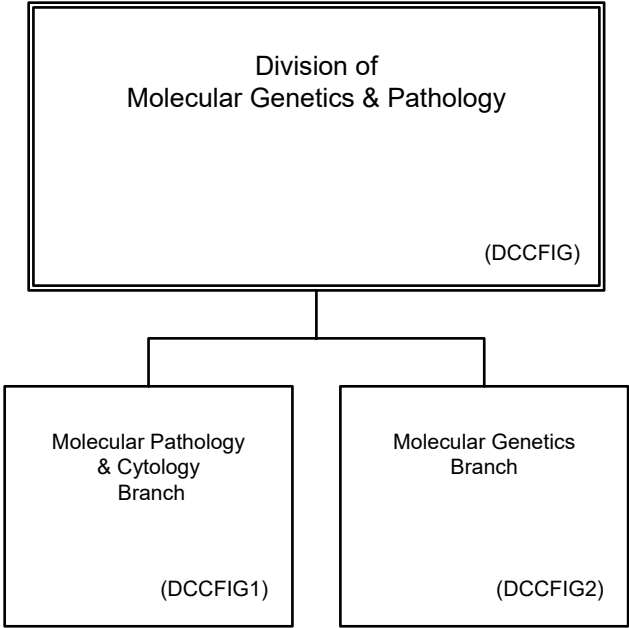 Division of
Molecular Genetics & Pathology
(DCCFIG)
Molecular Pathology
& Cytology
Branch
(DCCFIG1)
Molecular Genetics
Branch
(DCCFIG2)